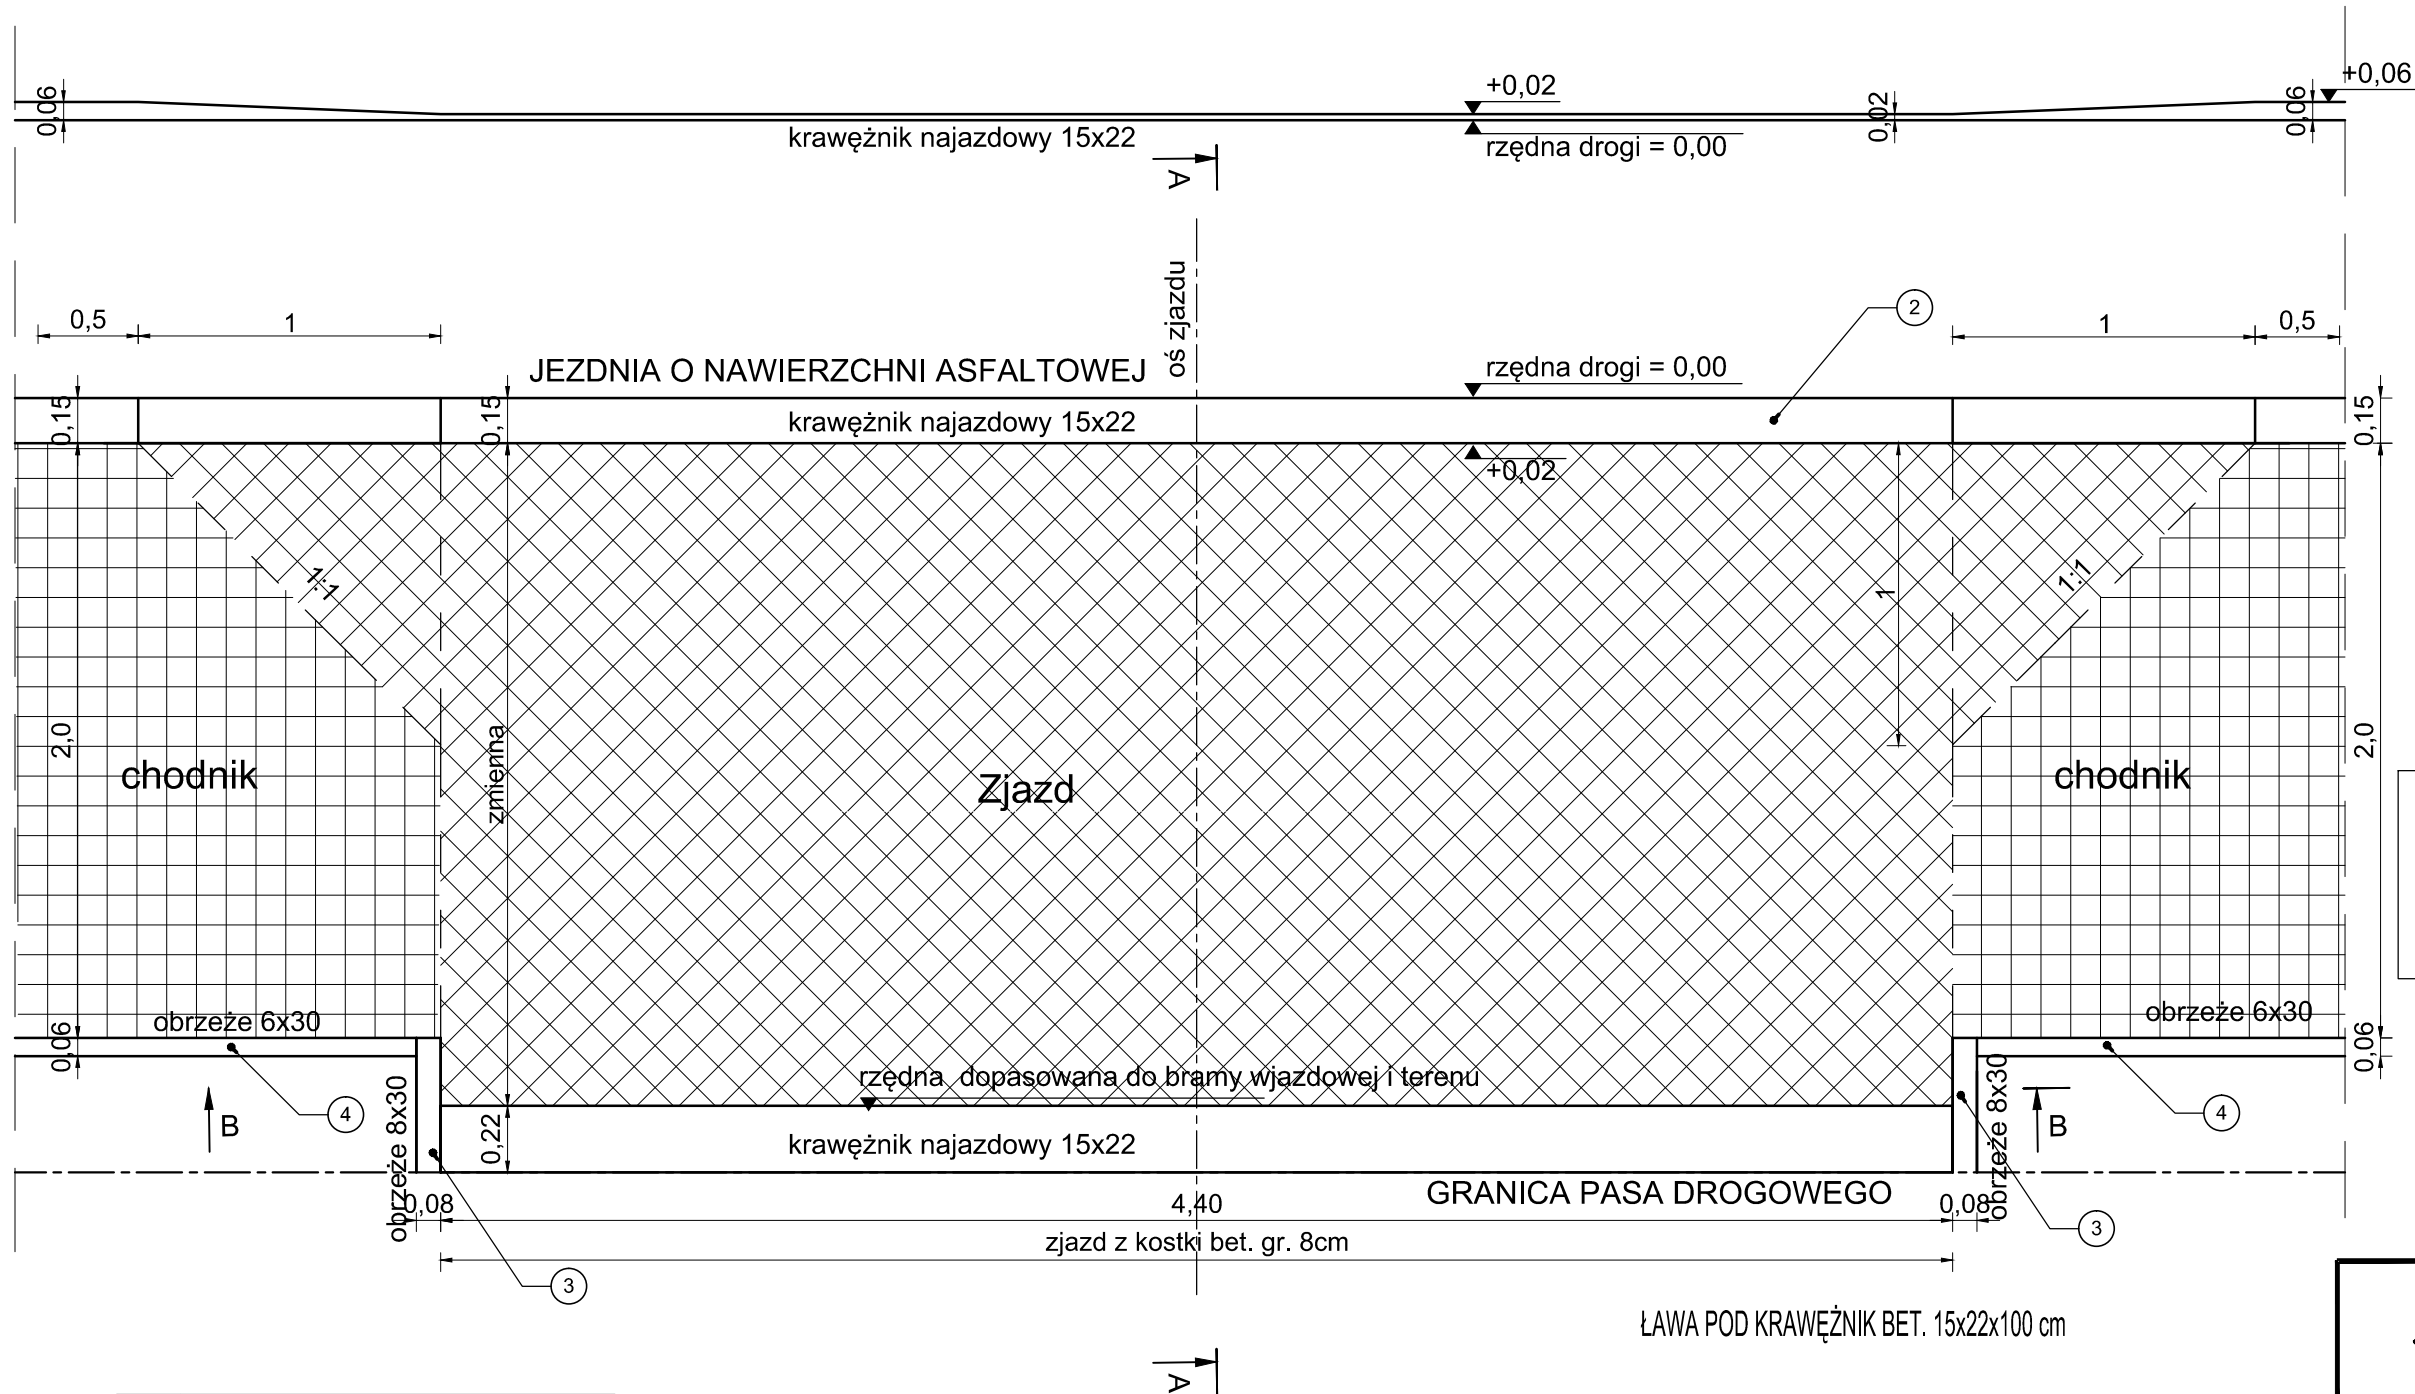 +0,06
0,06
+0,02
0,02
0,06
krawężnik najazdowy 15x22
rzędna drogi = 0,00
A
oś zjazdu
2
0,5
1
1
0,5
JEZDNIA O NAWIERZCHNI ASFALTOWEJ
rzędna drogi = 0,00
0,15
0,15
krawężnik najazdowy 15x22
0,15
+0,02
1:1
1
1:1
2,0
zmienna
2,0
chodnik
Zjazd
chodnik
obrzeże 6x30
obrzeże 6x30
0,06
0,06
rzędna dopasowana do bramy wjazdowej i terenu
obrzeże 8x30
obrzeże 8x30
B
4
0,22
krawężnik najazdowy 15x22
B
4
GRANICA PASA DROGOWEGO
0,08
4,40
0,08
3
zjazd z kostki bet. gr. 8cm
3
ŁAWA POD KRAWĘŻNIK BET. 15x22x100 cm
A